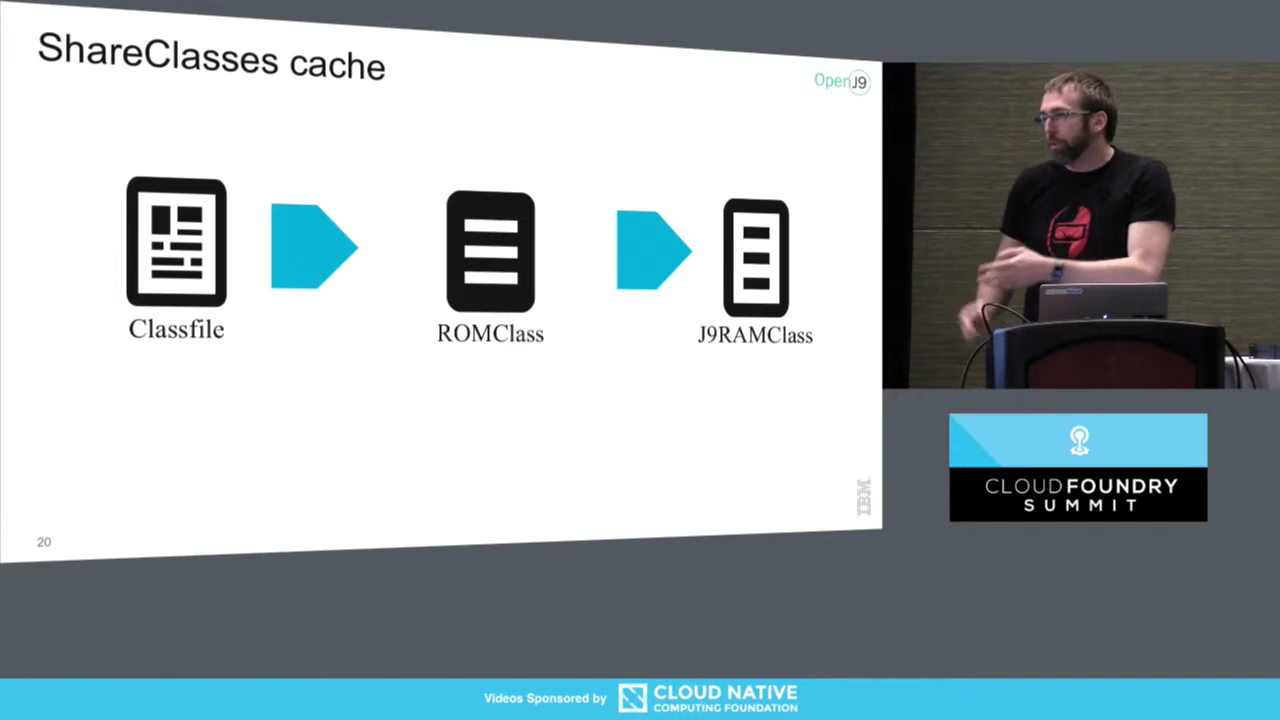 ShareClasses cache
OpenJ9
Classfile
ROMClass
J9RAMClass
IBM
20
CLOUD FOUNDRY
SUMMIT
Videos Sponsored by
CLOUD NATIVE
COMPUTING FOUNDATION